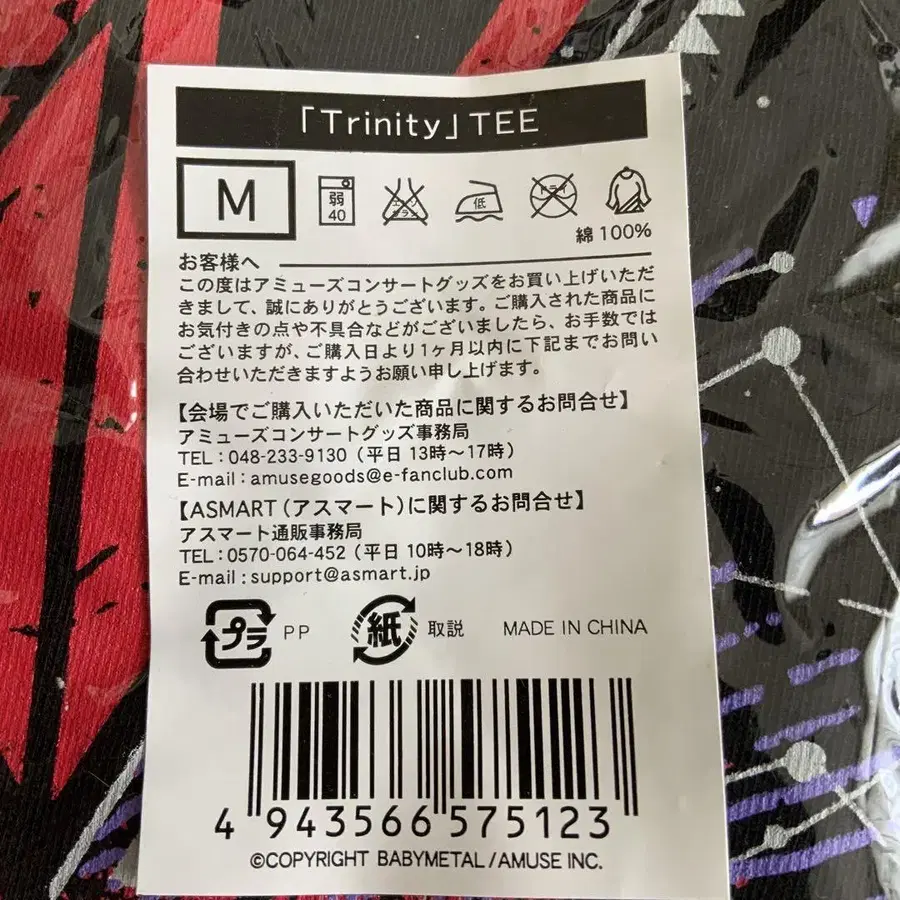 「Trinity」TEE
M
弱
40
エンソ
サラシ
低
ドライ
綿 100%
お客様へ
この度はアミューズコンサートグッズをお買い上げいただ
きまして、誠にありがとうございます。ご購入された商品に
お気付きの点や不具合などがございましたら、お手数では
ございますが、ご購入日より1ヶ月以内に下記までお問い
合わせいただきますようお願い申し上げます。
【会場でご購入いただいた商品に関するお問合せ】
アミューズコンサートグッズ事務局
TEL：048-233-9130（平日 13時〜17時）
E-mail：amusegoods@e-fanclub.com
【ASMART（アスマート）に関するお問合せ】
アスマート通販事務局
TEL：0570-064-452（平日 10時〜18時）
E-mail：support@asmart.jp
プラ PP 紙 取説 MADE IN CHINA
4 943566 575123
©COPYRIGHT BABYMETAL/AMUSE INC.